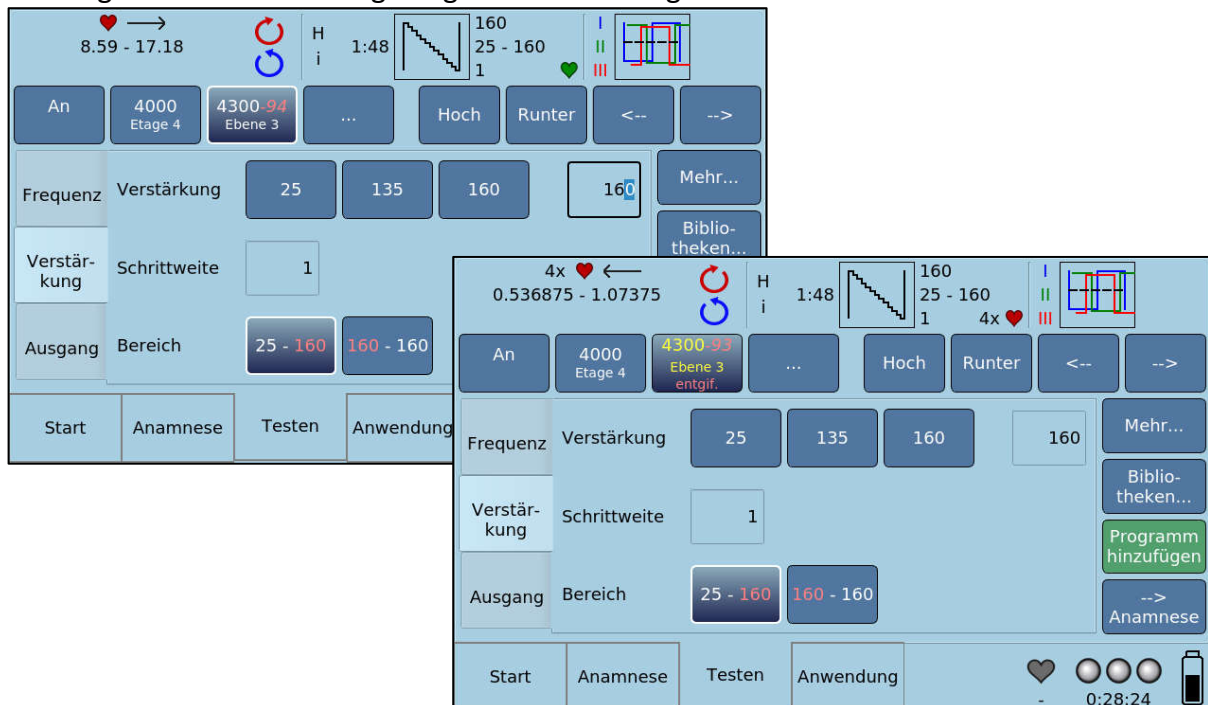 8.59 - 17.18
H
i
1:48
160
25 - 160
1
I
II
III
An
4000
Etage 4
4300-94
Ebene 3
...
Hoch
Runter
<--
-->
Frequenz
Verstär-
kung
Ausgang
Verstärkung
25
135
160
160
Schrittweite
1
Bereich
25 - 160
160 - 160
Mehr...
Biblio-
theken...
Start
Anamnese
Testen
Anwendung
4x
0.536875 - 1.07375
H
i
1:48
160
25 - 160
1
4x
I
II
III
An
4000
Etage 4
4300-93
Ebene 3
entgif.
...
Hoch
Runter
<--
-->
Frequenz
Verstär-
kung
Ausgang
Verstärkung
25
135
160
160
Schrittweite
1
Bereich
25 - 160
160 - 160
Mehr...
Biblio-
theken...
Programm
hinzufügen
-->
Anamnese
Start
Anamnese
Testen
Anwendung
-
0:28:24